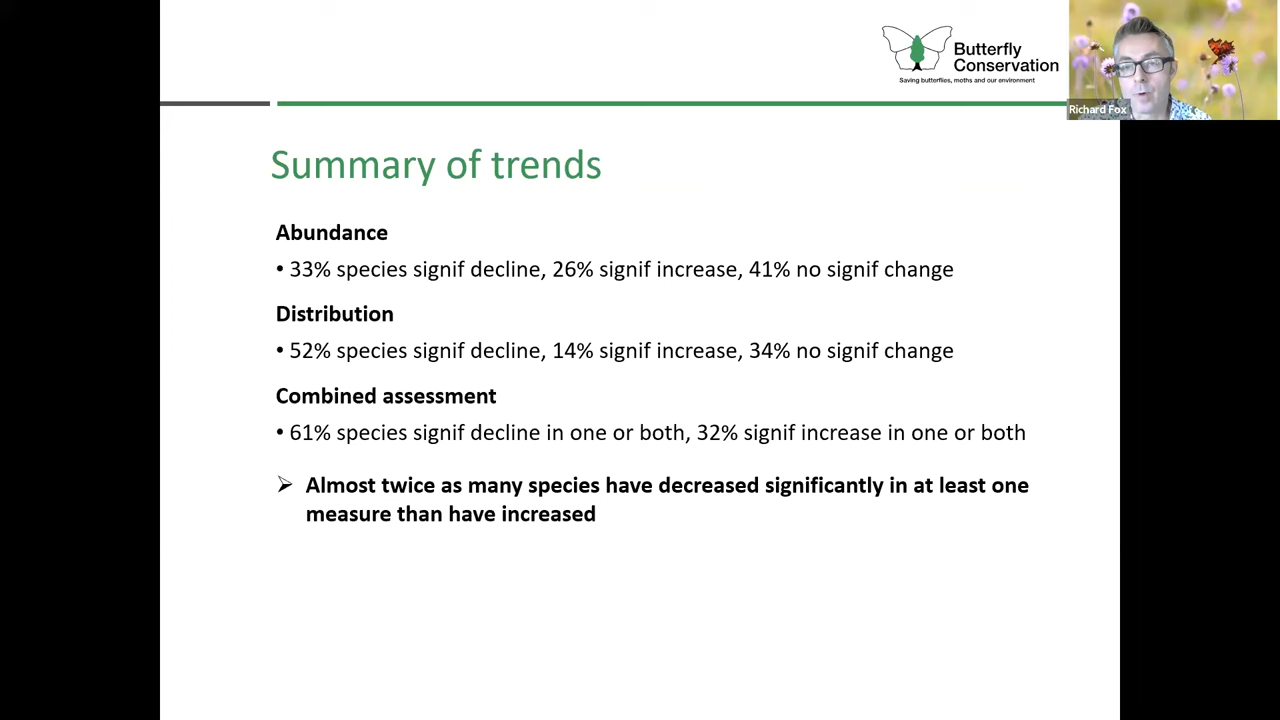 Butterfly
Conservation
Saving butterflies, moths and our environment
Richard Fox
Summary of trends
Abundance
• 33% species signif decline, 26% signif increase, 41% no signif change
Distribution
• 52% species signif decline, 14% signif increase, 34% no signif change
Combined assessment
• 61% species signif decline in one or both, 32% signif increase in one or both
➢ Almost twice as many species have decreased significantly in at least one
measure than have increased